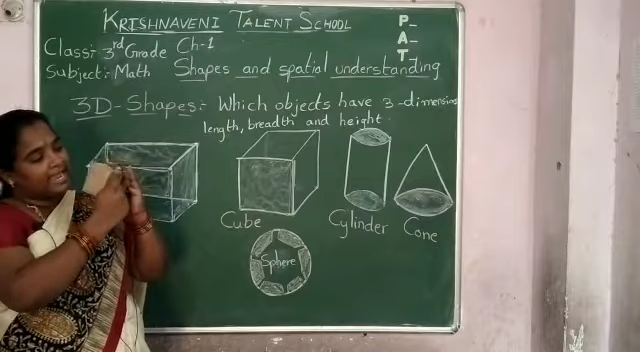 KRISHNAVENI TALENT SCHOOL
P-
A-
T-
Class:- 3rd Grade Ch-1
Subject:- Math Shapes and spatial understanding
3D-Shapes:- Which objects have 3-dimension
length, breadth and height.
Cube
Cylinder
Cone
Sphere